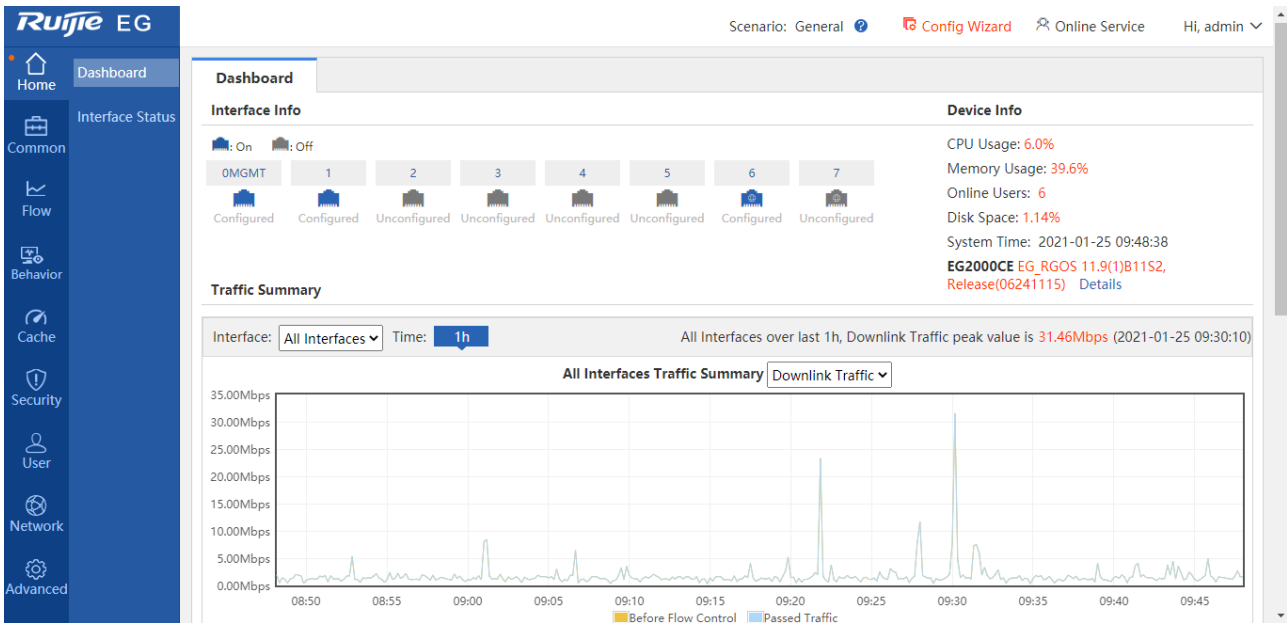 Ruijie EG
Scenario: General ? Config Wizard Online Service Hi, admin
Home
Common
Flow
Behavior
Cache
Security
User
Network
Advanced
Dashboard
Interface Status
Dashboard
Interface Info
: On : Off
0MGMT 1 2 3 4 5 6 7
Configured Configured Unconfigured Unconfigured Unconfigured Unconfigured Configured Unconfigured
Device Info
CPU Usage: 6.0%
Memory Usage: 39.6%
Online Users: 6
Disk Space: 1.14%
System Time: 2021-01-25 09:48:38
EG2000CE EG_RGOS 11.9(1)B11S2,
Release(06241115) Details
Traffic Summary
Interface: All Interfaces Time: 1h All Interfaces over last 1h, Downlink Traffic peak value is 31.46Mbps (2021-01-25 09:30:10)
All Interfaces Traffic Summary Downlink Traffic
35.00Mbps
30.00Mbps
25.00Mbps
20.00Mbps
15.00Mbps
10.00Mbps
5.00Mbps
0.00Mbps
08:50 08:55 09:00 09:05 09:10 09:15 09:20 09:25 09:30 09:35 09:40 09:45
Before Flow Control Passed Traffic